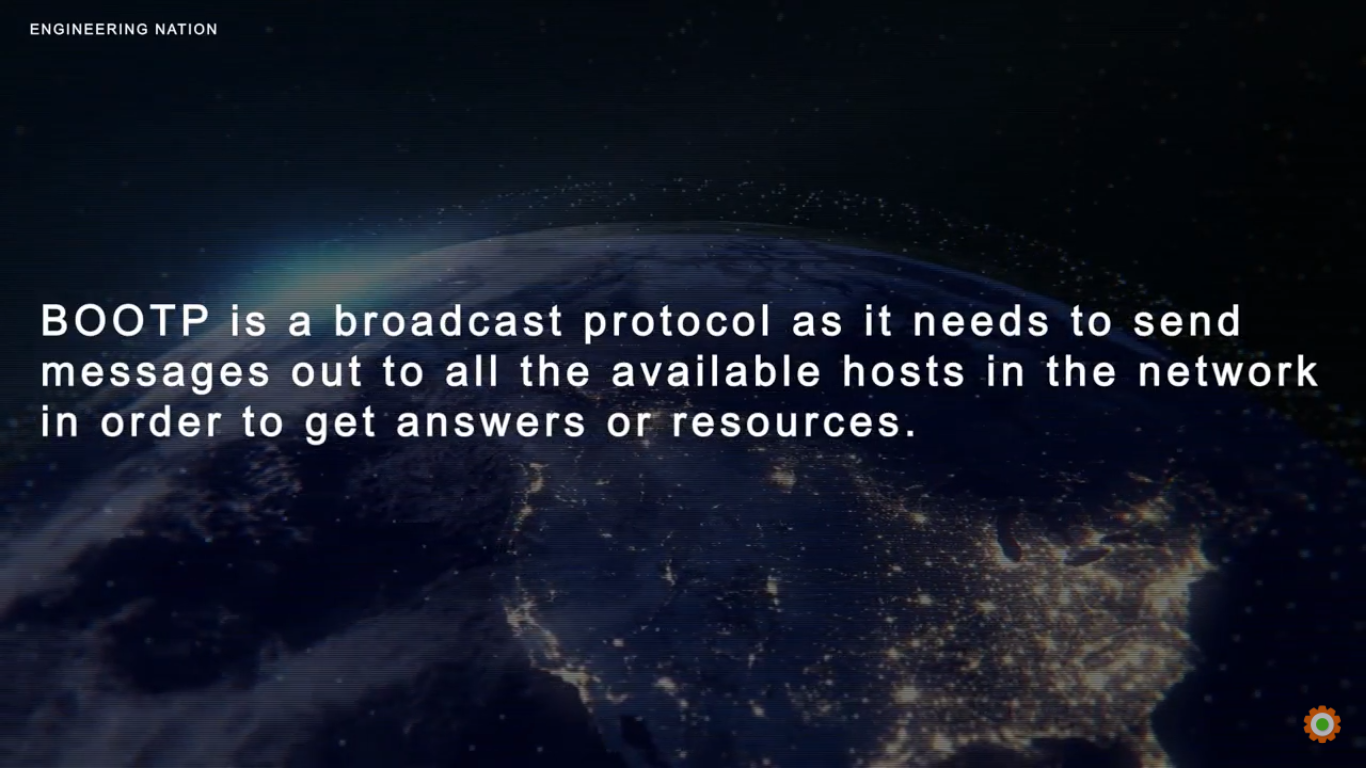 ENGINEERING NATION
BOOTP is a broadcast protocol as it needs to send
messages out to all the available hosts in the network
in order to get answers or resources.